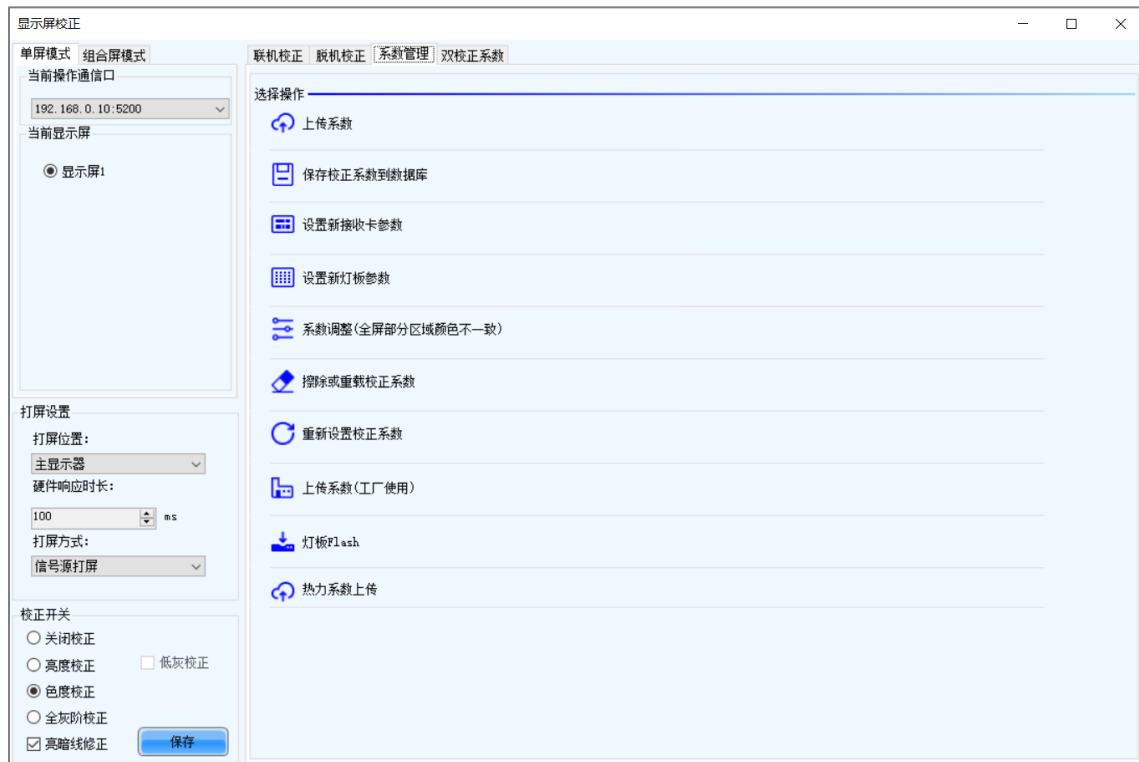 显示屏校正
单屏模式 组合屏模式
当前操作通信口
192.168.0.10:5200
当前显示屏
显示屏1
打屏设置
打屏位置:
主显示器
硬件响应时长:
100 ms
打屏方式:
信号源打屏
校正开关
关闭校正
亮度校正 低灰校正
色度校正
全灰阶校正
亮暗线修正 保存
联机校正 脱机校正 系数管理 双校正系数
选择操作
上传系数
保存校正系数到数据库
设置新接收卡参数
设置新灯板参数
系数调整(全屏部分区域颜色不一致)
擦除或重载校正系数
重新设置校正系数
上传系数(工厂使用)
灯板Flash
热力系数上传